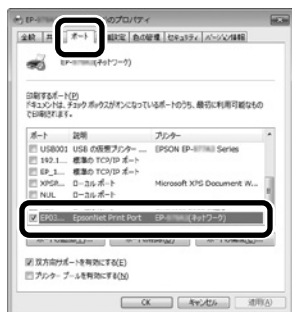 のプロパティ
全般
ポート
色の管理
セキュリティ
バージョン情報
(ネットワーク)
印刷するポート(P)
ドキュメントは、チェック ボックスがオンになっているポートのうち、最初に利用可能なもので印刷されます。
ポート 説明 プリンター
USB001 USB の仮想プリンター ... EPSON EP- Series
192.1... 標準の TCP/IP ポート
EP_1... 標準の TCP/IP ポート
XPSR... ローカル ポート Microsoft XPS Document W...
NUL ローカル ポート
EP03... EpsonNet Print Port EP- (ネットワーク)
双方向サポートを有効にする(E)
プリンター プールを有効にする(N)
OK キャンセル 適用(A)